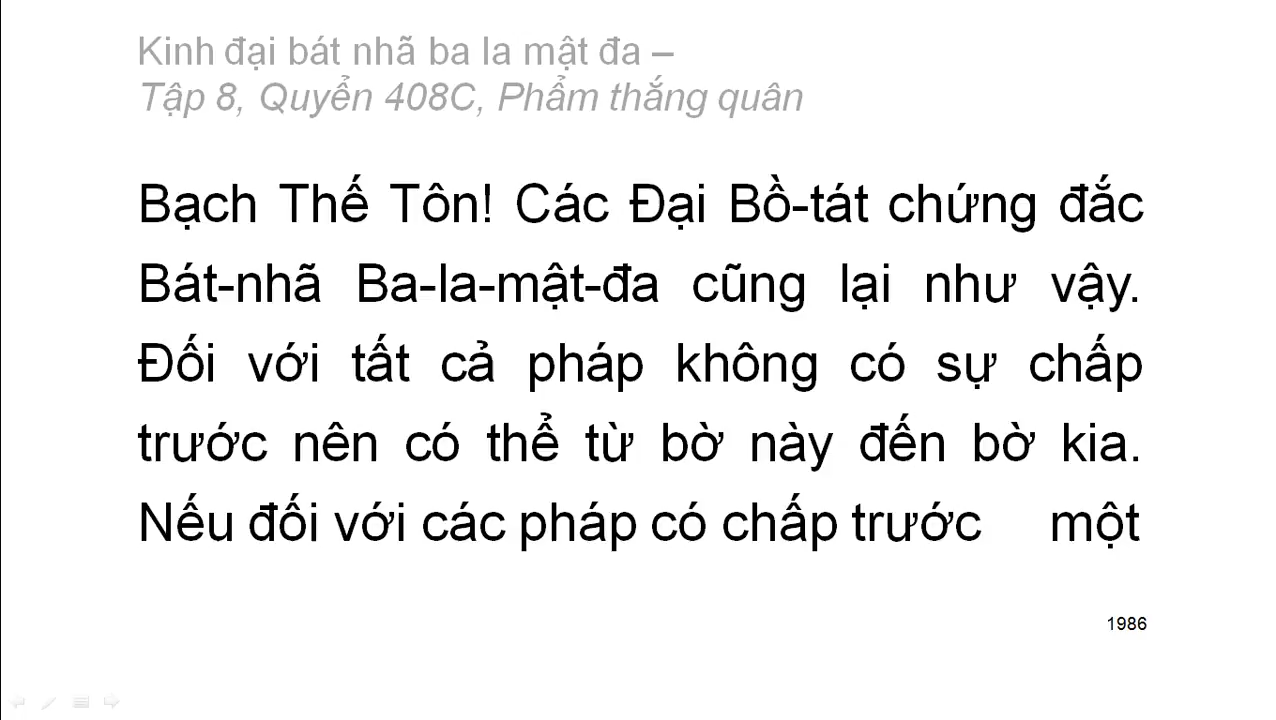 Kinh đại bát nhã ba la mật đa –
Tập 8, Quyển 408C, Phẩm thắng quân
Bạch Thế Tôn! Các Đại Bồ-tát chứng đắc
Bát-nhã Ba-la-mật-đa cũng lại như vậy.
Đối với tất cả pháp không có sự chấp
trước nên có thể từ bờ này đến bờ kia.
Nếu đối với các pháp có chấp trước một
1986